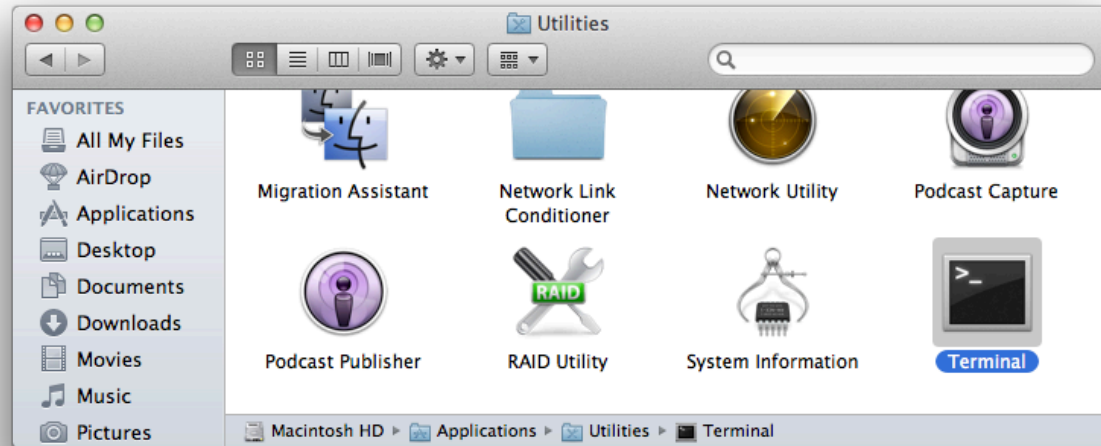 Utilities
FAVORITES
All My Files
AirDrop
Applications
Desktop
Documents
Downloads
Movies
Music
Pictures
Migration Assistant
Network Link
Conditioner
Network Utility
Podcast Capture
Podcast Publisher
RAID
RAID Utility
System Information
>_
Terminal
Macintosh HD ▸ Applications ▸ Utilities ▸ Terminal